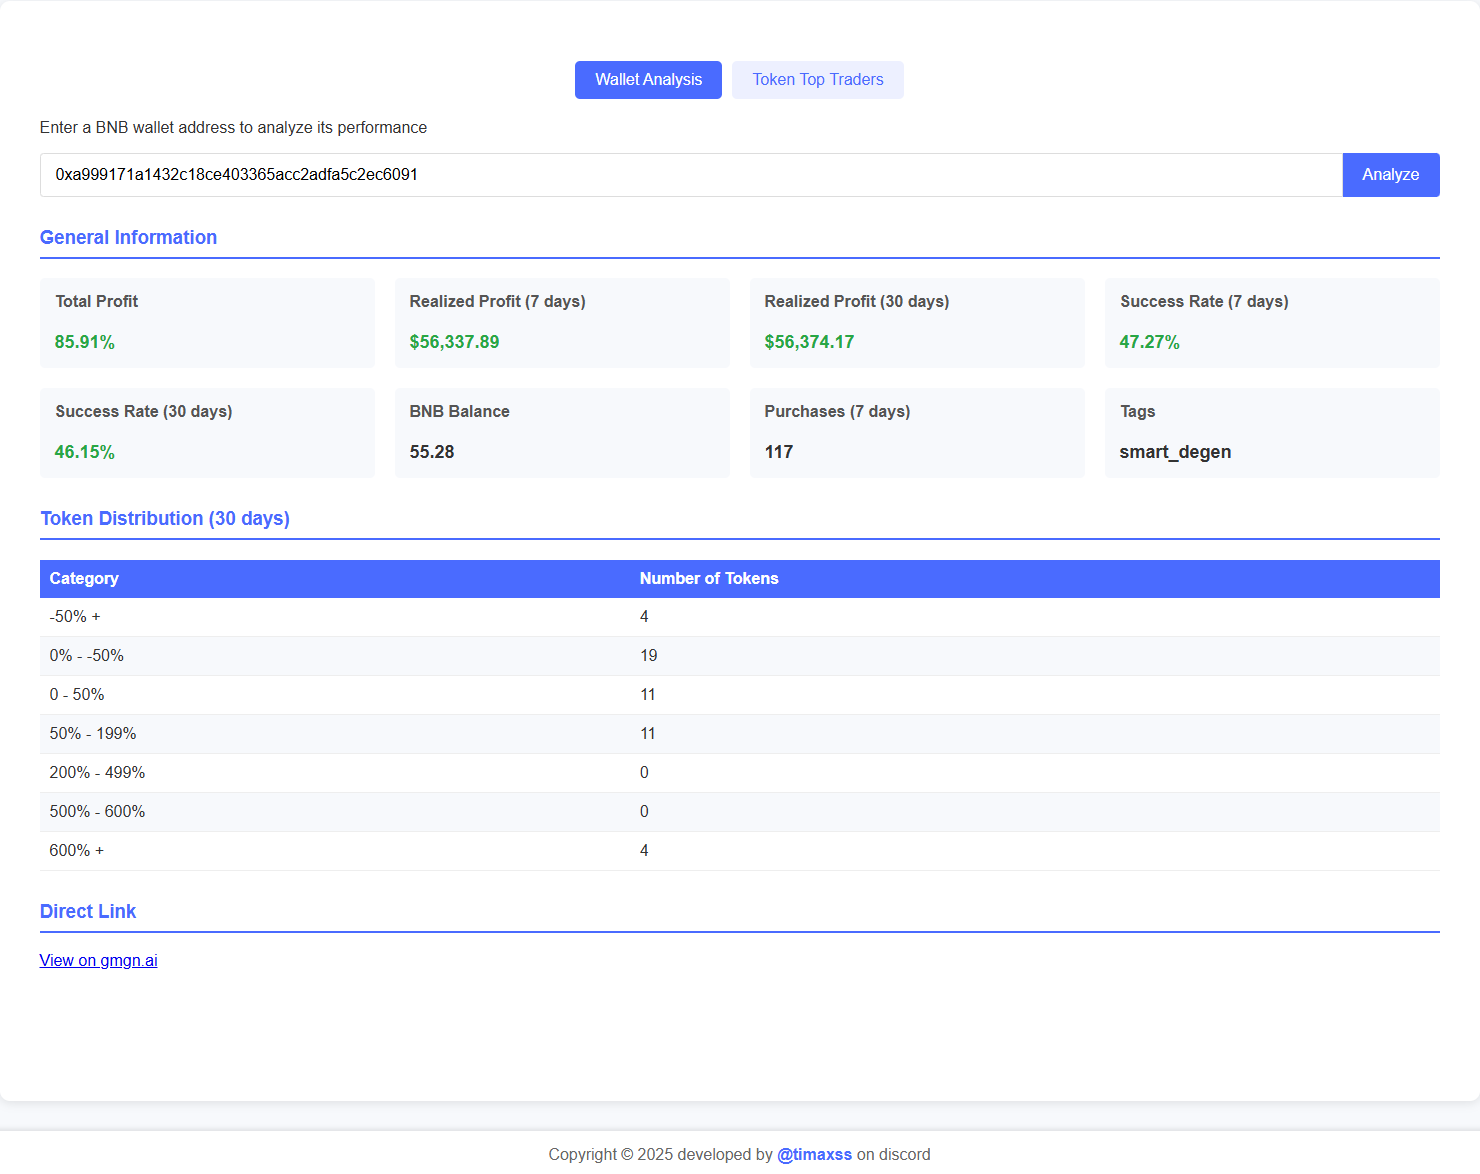 Wallet Analysis Token Top Traders
Enter a BNB wallet address to analyze its performance
0xa999171a1432c18ce403365acc2adfa5c2ec6091 Analyze
General Information
Total Profit Realized Profit (7 days) Realized Profit (30 days) Success Rate (7 days)
85.91% $56,337.89 $56,374.17 47.27%
Success Rate (30 days) BNB Balance Purchases (7 days) Tags
46.15% 55.28 117 smart_degen
Token Distribution (30 days)
Category Number of Tokens
-50% + 4
0% - -50% 19
0 - 50% 11
50% - 199% 11
200% - 499% 0
500% - 600% 0
600% + 4
Direct Link
View on gmgn.ai
Copyright © 2025 developed by @timaxss on discord